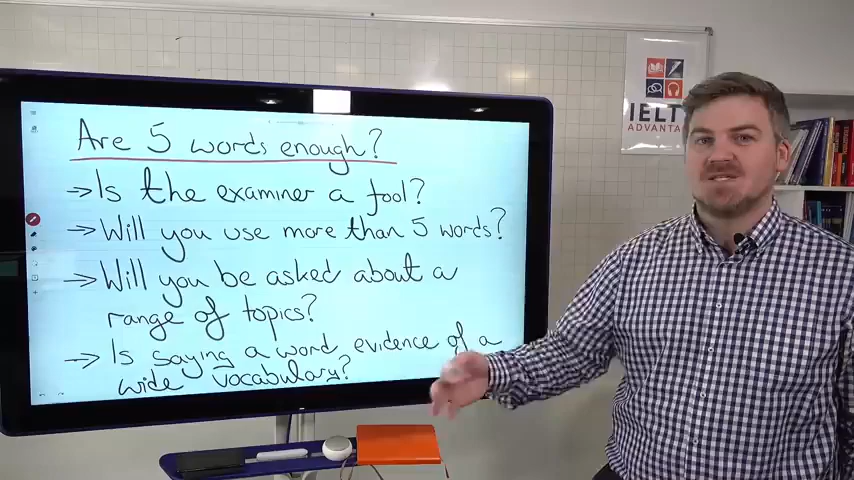 Are 5 words enough?
→ Is the examiner a fool?
→ Will you use more than 5 words?
→ Will you be asked about a
range of topics?
→ Is saying a word evidence of a
wide vocabulary?
IELTS
ADVANTAGE